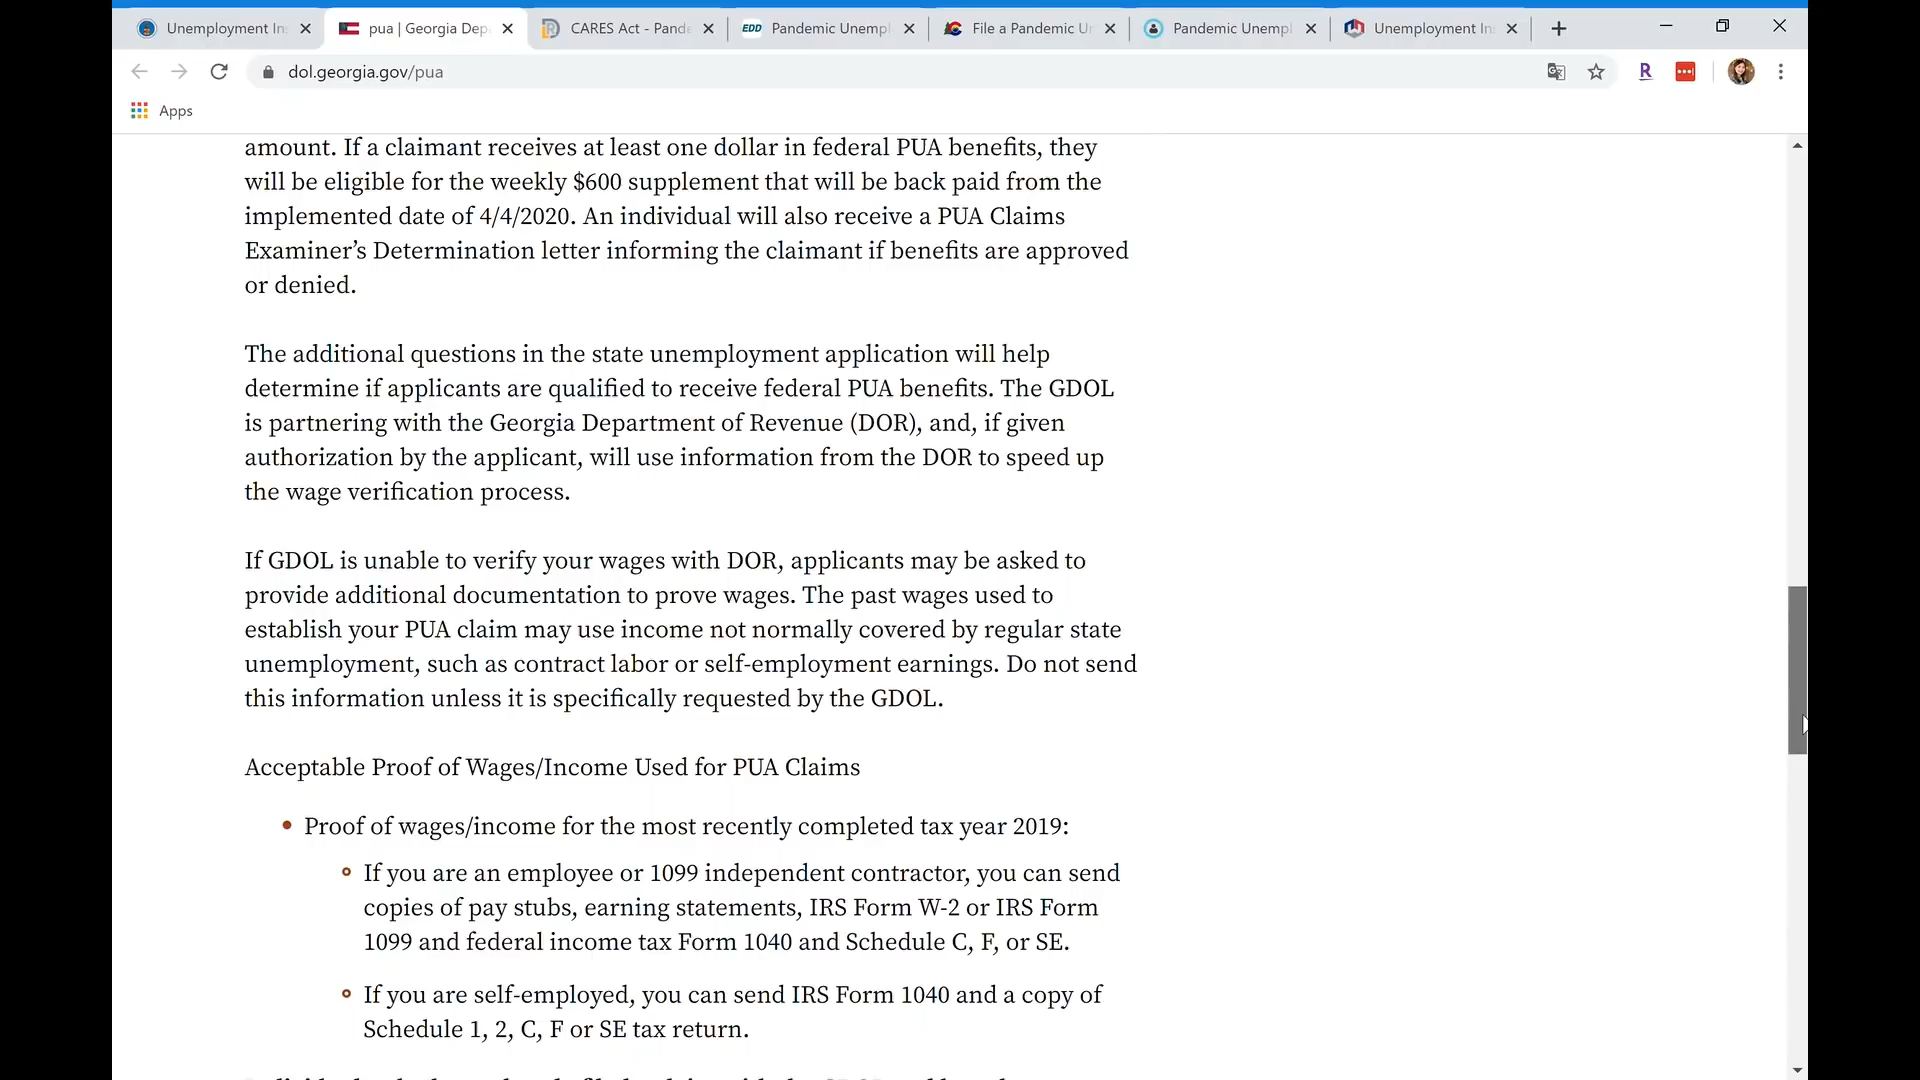 Unemployment In
pua | Georgia Dep
CARES Act - Pand
EDD Pandemic Unempl
File a Pandemic Un
Pandemic Unempl
Unemployment In
dol.georgia.gov/pua
R
Apps
amount. If a claimant receives at least one dollar in federal PUA benefits, they
will be eligible for the weekly $600 supplement that will be back paid from the
implemented date of 4/4/2020. An individual will also receive a PUA Claims
Examiner’s Determination letter informing the claimant if benefits are approved
or denied.
The additional questions in the state unemployment application will help
determine if applicants are qualified to receive federal PUA benefits. The GDOL
is partnering with the Georgia Department of Revenue (DOR), and, if given
authorization by the applicant, will use information from the DOR to speed up
the wage verification process.
If GDOL is unable to verify your wages with DOR, applicants may be asked to
provide additional documentation to prove wages. The past wages used to
establish your PUA claim may use income not normally covered by regular state
unemployment, such as contract labor or self-employment earnings. Do not send
this information unless it is specifically requested by the GDOL.
Acceptable Proof of Wages/Income Used for PUA Claims
Proof of wages/income for the most recently completed tax year 2019:
If you are an employee or 1099 independent contractor, you can send
copies of pay stubs, earning statements, IRS Form W-2 or IRS Form
1099 and federal income tax Form 1040 and Schedule C, F, or SE.
If you are self-employed, you can send IRS Form 1040 and a copy of
Schedule 1, 2, C, F or SE tax return.